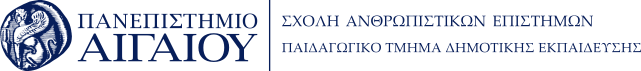 ΠΑΝΕΠΙΣΤΗΜΙΟ
ΑΙΓΑΙΟΥ
ΣΧΟΛΗ ΑΝΘΡΩΠΙΣΤΙΚΩΝ ΕΠΙΣΤΗΜΩΝ
ΠΑΙΔΑΓΩΓΙΚΟ ΤΜΗΜΑ ΔΗΜΟΤΙΚΗΣ ΕΚΠΑΙΔΕΥΣΗΣ